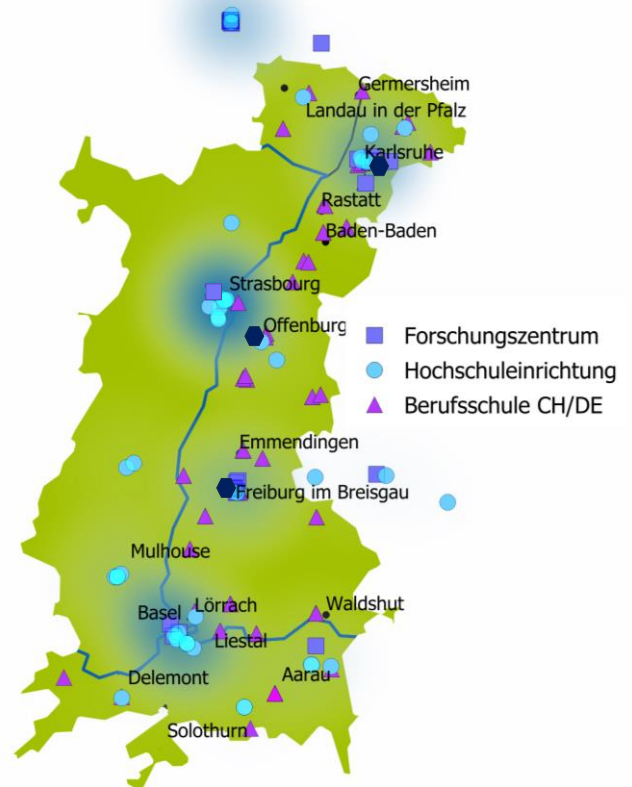 Germersheim
Landau in der Pfalz
Karlsruhe
Rastatt
Baden-Baden
Strasbourg
Offenburg
Forschungszentrum
Hochschuleinrichtung
Berufsschule CH/DE
Emmendingen
Freiburg im Breisgau
Mulhouse
Basel
Lörrach
Waldshut
Liestal
Delemont
Aarau
Solothurn